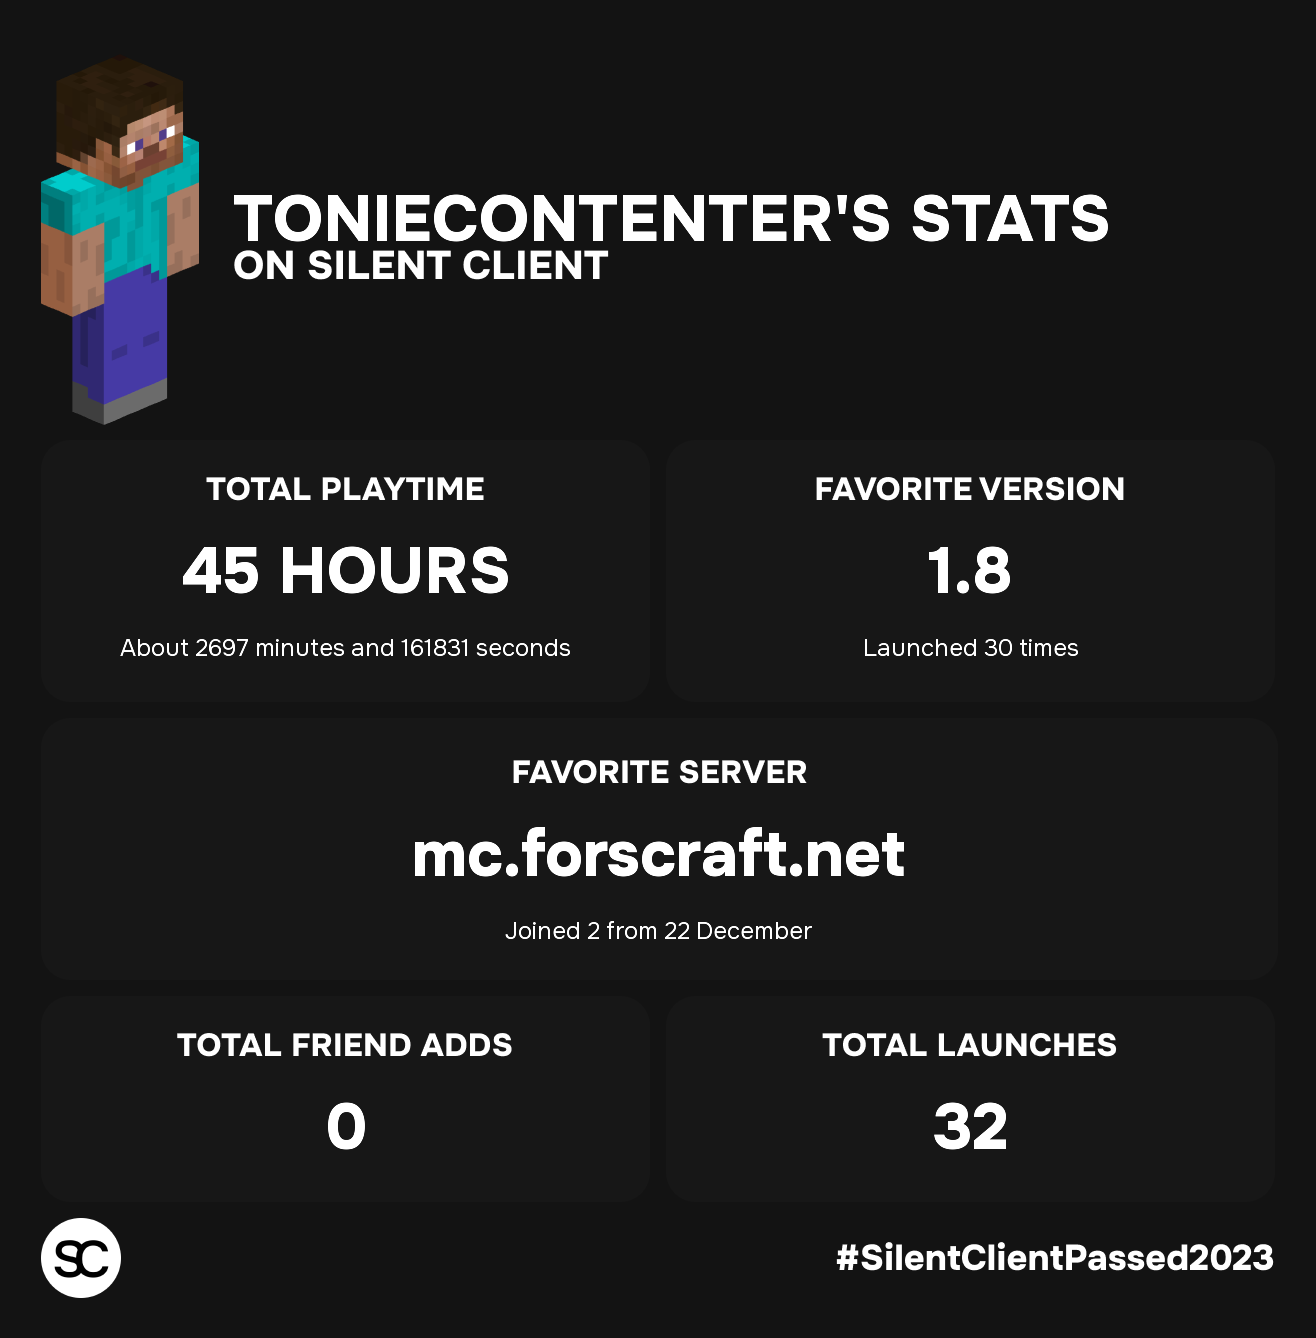 TONIECONTENTER'S STATS
ON SILENT CLIENT
TOTAL PLAYTIME
45 HOURS
About 2697 minutes and 161831 seconds
FAVORITE VERSION
1.8
Launched 30 times
FAVORITE SERVER
mc.forscraft.net
Joined 2 from 22 December
TOTAL FRIEND ADDS
0
TOTAL LAUNCHES
32
SC
#SilentClientPassed2023